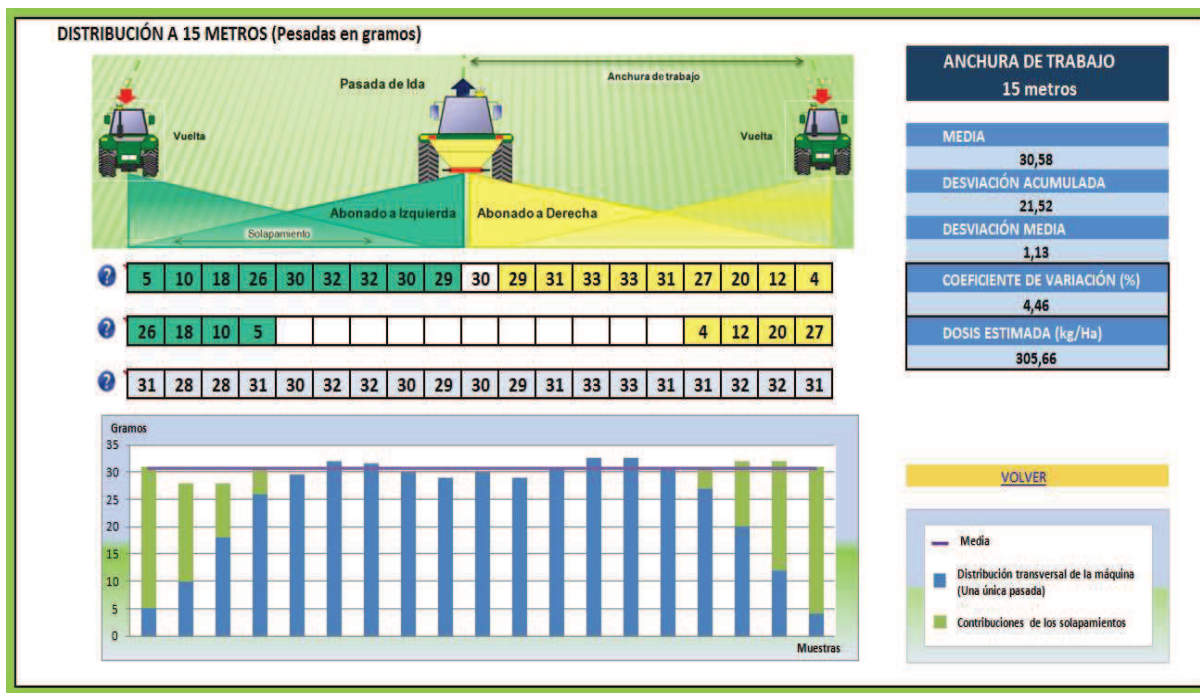 DISTRIBUCIÓN A 15 METROS (Pesadas en gramos)
Pasada de Ida
Anchura de trabajo
Vuelta
Vuelta
Abonado a Izquierda
Abonado a Derecha
Solapamiento
? 5 10 18 26 30 32 32 30 29 30 29 31 33 33 31 27 20 12 4
? 26 18 10 5 4 12 20 27
? 31 28 28 31 30 32 32 30 29 30 29 31 33 33 31 31 32 32 31
Gramos
35
30
25
20
15
10
5
0
Muestras
ANCHURA DE TRABAJO
15 metros
MEDIA
30,58
DESVIACIÓN ACUMULADA
21,52
DESVIACIÓN MEDIA
1,13
COEFICIENTE DE VARIACIÓN (%)
4,46
DOSIS ESTIMADA (kg/Ha)
305,66
VOLVER
Media
Distribución transversal de la máquina
(Una única pasada)
Contribuciones de los solapamientos